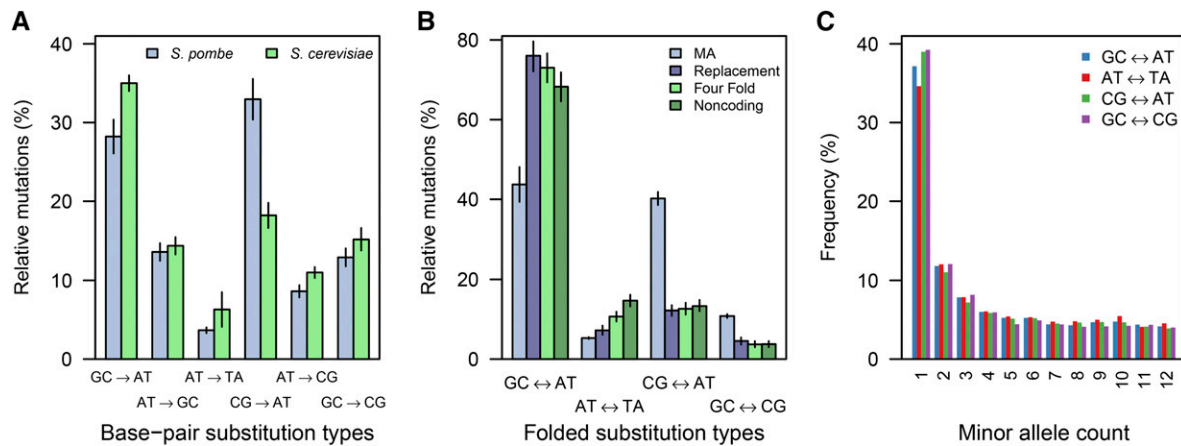 A
40
30
20
10
0
Relative mutations (%)
S. pombe
S. cerevisiae
GC → AT
AT → TA
AT → CG
AT → GC
CG → AT
GC → CG
Base−pair substitution types
B
80
60
40
20
0
Relative mutations (%)
MA
Replacement
Four Fold
Noncoding
GC ↔ AT
CG ↔ AT
AT ↔ TA
GC ↔ CG
Folded substitution types
C
40
30
20
10
0
Frequency (%)
GC ↔ AT
AT ↔ TA
CG ↔ AT
GC ↔ CG
1 2 3 4 5 6 7 8 9 10 11 12
Minor allele count